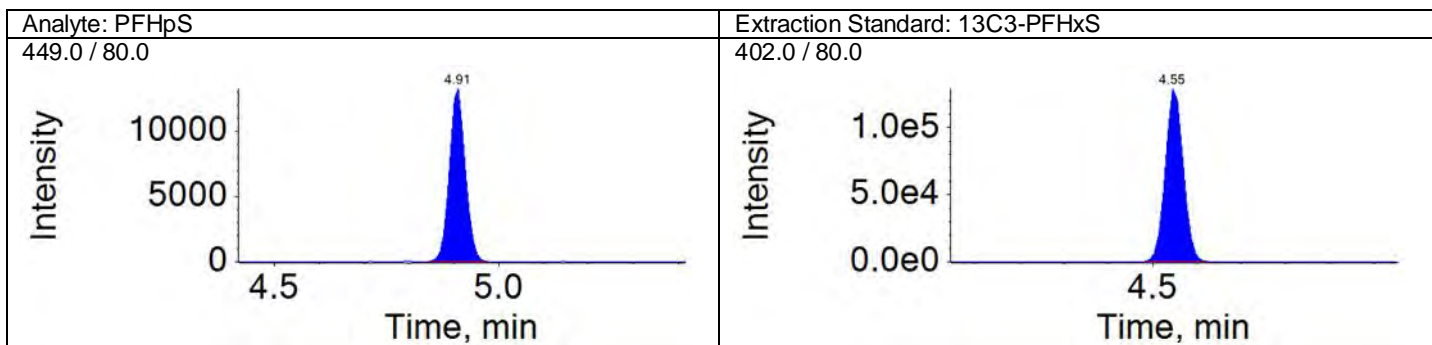 Analyte: PFHpS
449.0 / 80.0
4.91
Intensity
10000
5000
0
4.5 5.0
Time, min
Extraction Standard: 13C3-PFHxS
402.0 / 80.0
4.55
Intensity
1.0e5
5.0e4
0.0e0
4.5
Time, min